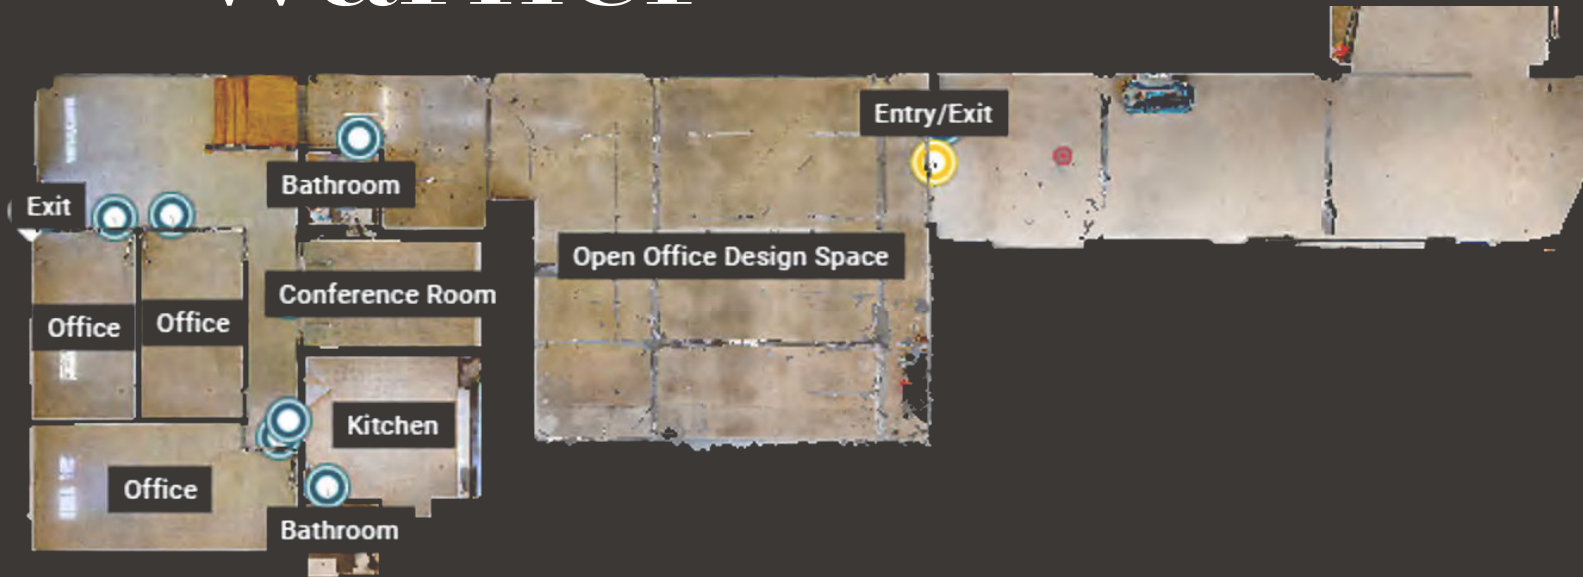 Entry/Exit
Bathroom
Exit
Open Office Design Space
Conference Room
Office
Office
Kitchen
Office
Bathroom